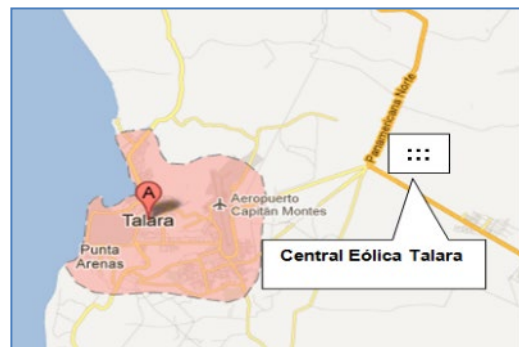 Panamericana Norte
A
Talara
Aeropuerto
Capitán Montes
Punta
Arenas
Central Eólica Talara